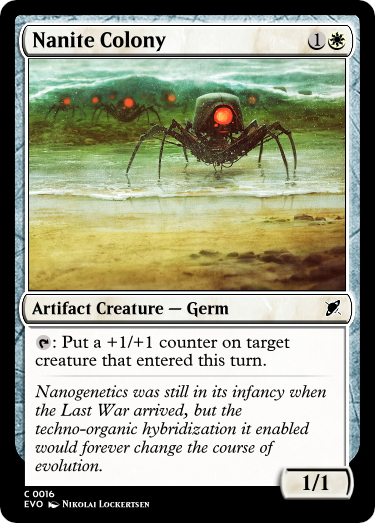 Nanite Colony 1
Artifact Creature — Germ
: Put a +1/+1 counter on target
creature that entered this turn.
Nanogenetics was still in its infancy when
the Last War arrived, but the
techno-organic hybridization it enabled
would forever change the course of
evolution.
1/1
C 0016
EVO Nikolai Lockertsen